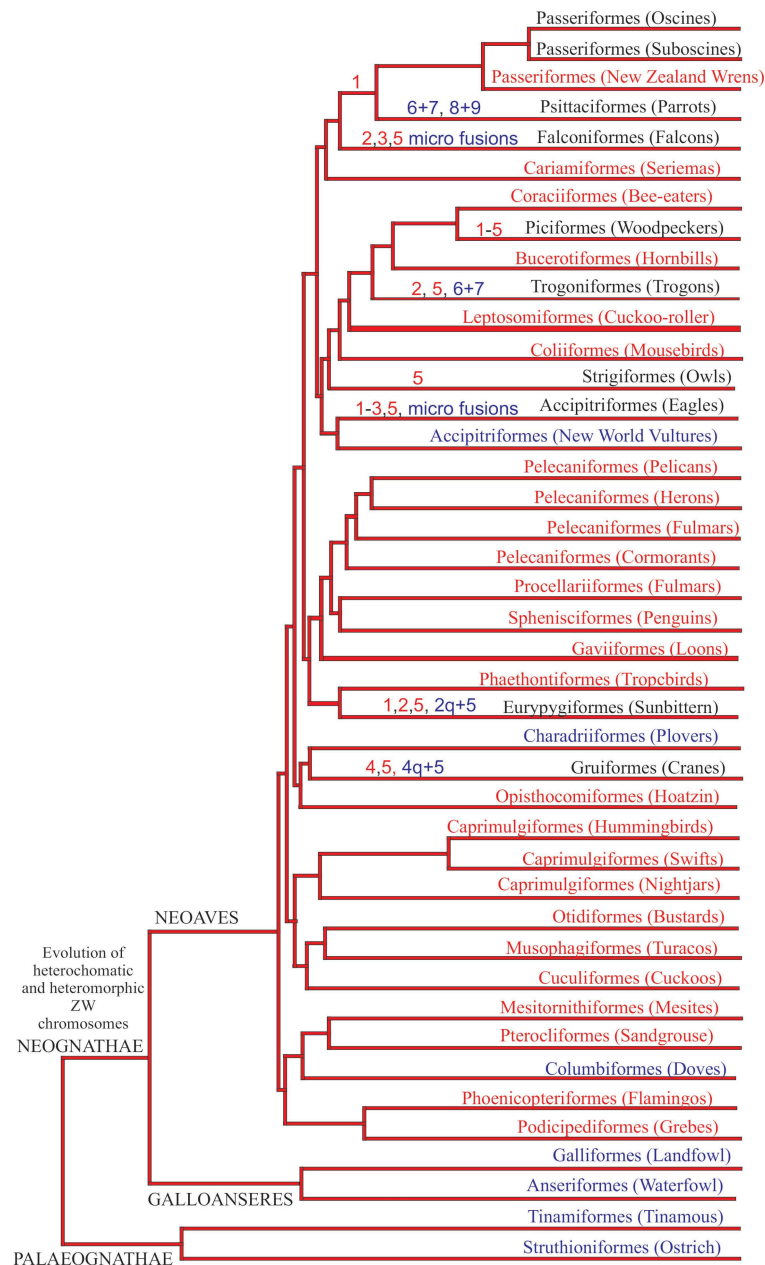 Passeriformes (Oscines)
Passeriformes (Suboscines)
Passeriformes (New Zealand Wrens)
1
6+7, 8+9
Psittaciformes (Parrots)
2,3,5 micro fusions
Falconiformes (Falcons)
Cariamiformes (Seriemas)
Coraciiformes (Bee-eaters)
1-5
Piciformes (Woodpeckers)
Bucerotiformes (Hornbills)
2, 5, 6+7
Trogoniformes (Trogons)
Leptosomiformes (Cuckoo-roller)
Coliiformes (Mousebirds)
5
Strigiformes (Owls)
1-3,5, micro fusions
Accipitriformes (Eagles)
Accipitriformes (New World Vultures)
Pelecaniformes (Pelicans)
Pelecaniformes (Herons)
Pelecaniformes (Fulmars)
Pelecaniformes (Cormorants)
Procellariiformes (Fulmars)
Sphenisciformes (Penguins)
Gaviiformes (Loons)
Phaethontiformes (Tropcbirds)
1,2,5, 2q+5
Eurypygiformes (Sunbittern)
Charadriiformes (Plovers)
4,5, 4q+5
Gruiformes (Cranes)
Opisthocomiformes (Hoatzin)
Caprimulgiformes (Hummingbirds)
Caprimulgiformes (Swifts)
Caprimulgiformes (Nightjars)
NEOAVES
Otidiformes (Bustards)
Musophagiformes (Turacos)
Cuculiformes (Cuckoos)
Evolution of
heterochomatic
and heteromorphic
ZW
chromosomes
NEOGNATHAE
Mesitornithiformes (Mesites)
Pterocliformes (Sandgrouse)
Columbiformes (Doves)
Phoenicopteriformes (Flamingos)
Podicipediformes (Grebes)
Galliformes (Landfowl)
GALLOANSERES
Anseriformes (Waterfowl)
Tinamiformes (Tinamous)
PALAEOGNATHAE
Struthioniformes (Ostrich)